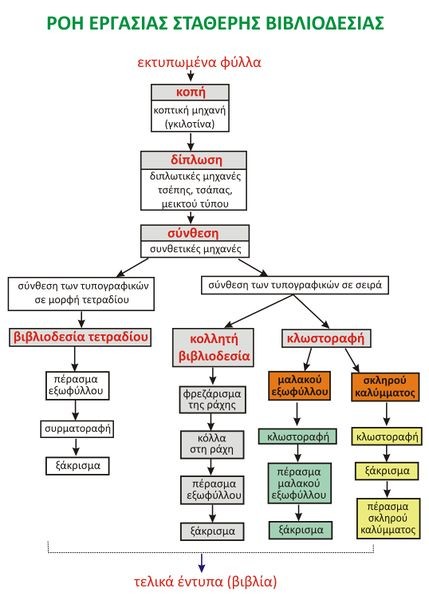 ΡΟΗ ΕΡΓΑΣΙΑΣ ΣΤΑΘΕΡΗΣ ΒΙΒΛΙΟΔΕΣΙΑΣ
εκτυπωμένα φύλλα
κοπή
κοπτική μηχανή
(γκιλοτίνα)
δίπλωση
διπλωτικές μηχανές
τσέπης, τσάπας,
μεικτού τύπου
σύνθεση
συνθετικές μηχανές
σύνθεση των τυπογραφικών
σε μορφή τετραδίου
σύνθεση των τυπογραφικών σε σειρά
βιβλιοδεσία τετραδίου
πέρασμα
εξωφύλλου
συρματοραφή
ξάκρισμα
κολλητή
βιβλιοδεσία
φρεζάρισμα
της ράχης
κόλλα
στη ράχη
πέρασμα
εξωφύλλου
ξάκρισμα
κλωστοραφή
μαλακού
εξωφύλλου
κλωστοραφή
πέρασμα
μαλακού
εξωφύλλου
ξάκρισμα
σκληρού
καλύμματος
κλωστοραφή
ξάκρισμα
πέρασμα
σκληρού
καλύμματος
τελικά έντυπα (βιβλία)